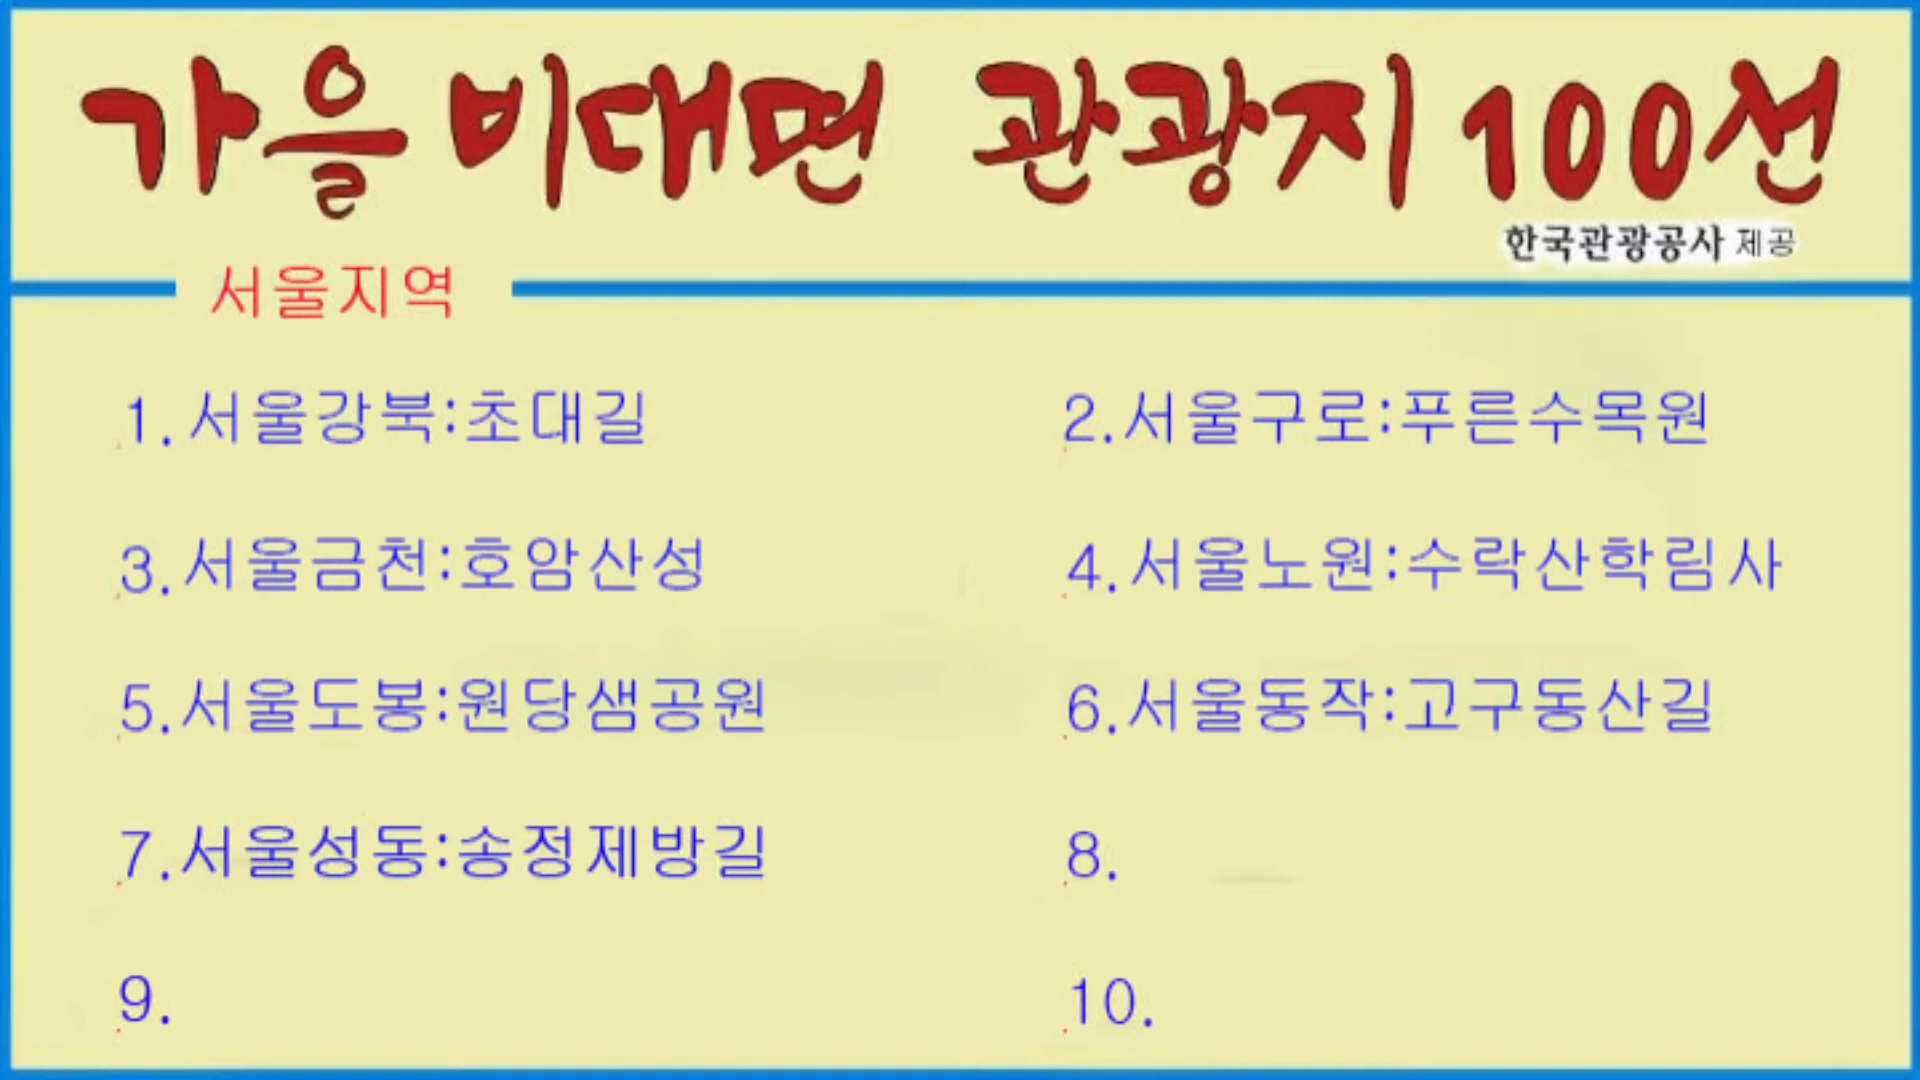 가을 비대면 관광지 100선
한국관광공사 제공
서울지역
1.서울강북:초대길
2.서울구로:푸른수목원
3.서울금천:호암산성
4.서울노원:수락산학림사
5.서울도봉:원당샘공원
6.서울동작:고구동산길
7.서울성동:송정제방길
8.
9.
10.